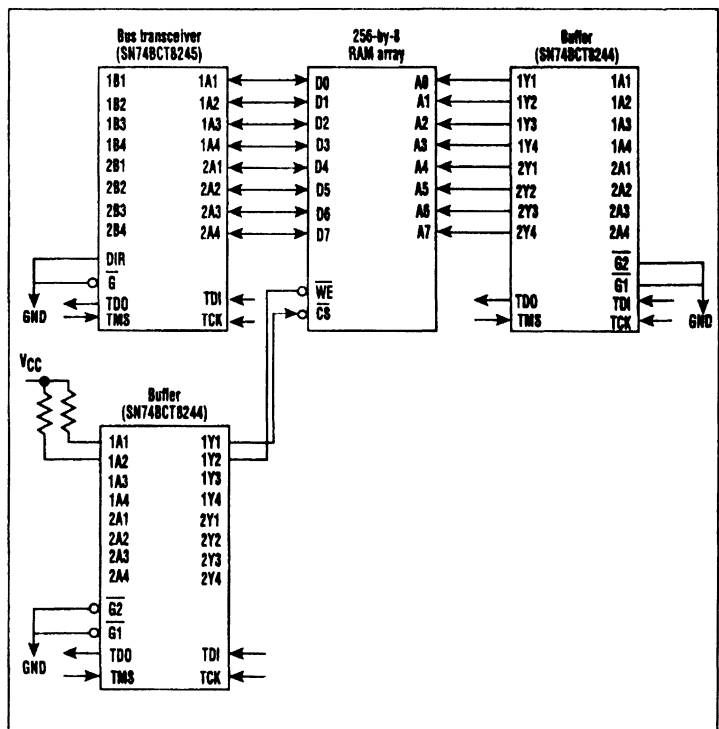 Bus transceiver
(SN74BCT8245)
256-by-8
RAM array
Buffer
(SN74BCT8244)
1B1 1A1 D0 A0 1Y1 1A1
1B2 1A2 D1 A1 1Y2 1A2
1B3 1A3 D2 A2 1Y3 1A3
1B4 1A4 D3 A3 1Y4 1A4
2B1 2A1 D4 A4 2Y1 2A1
2B2 2A2 D5 A5 2Y2 2A2
2B3 2A3 D6 A6 2Y3 2A3
2B4 2A4 D7 A7 2Y4 2A4
DIR
G
TDO TDI
TMS TCK
GND
WE
CS
G2
G1
TDO TDI
TMS TCK
GND
VCC
Buffer
(SN74BCT8244)
1A1 1Y1
1A2 1Y2
1A3 1Y3
1A4 1Y4
2A1 2Y1
2A2 2Y2
2A3 2Y3
2A4 2Y4
G2
G1
TDO TDI
TMS TCK
GND